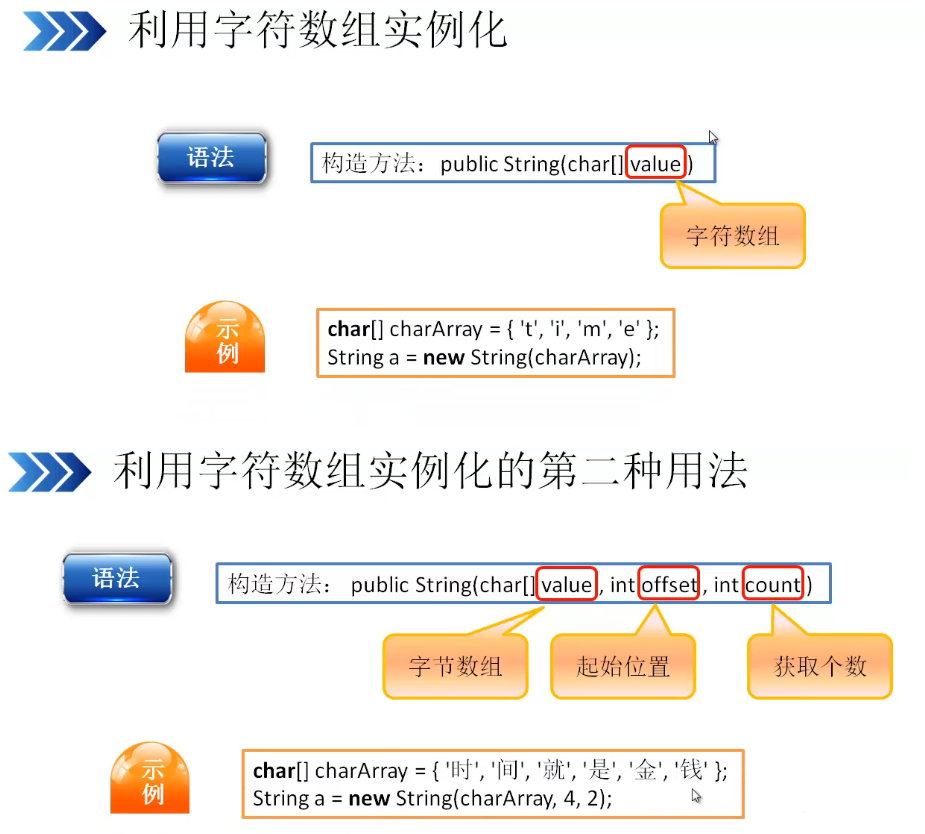 利用字符数组实例化
语法
构造方法：public String(char[] value )
字符数组
示
例
char[] charArray = { 't', 'i', 'm', 'e' };
String a = new String(charArray);
利用字符数组实例化的第二种用法
语法
构造方法： public String(char[] value , int offset , int count )
字节数组
起始位置
获取个数
示
例
char[] charArray = { '时', '间', '就', '是', '金', '钱' };
String a = new String(charArray, 4, 2);